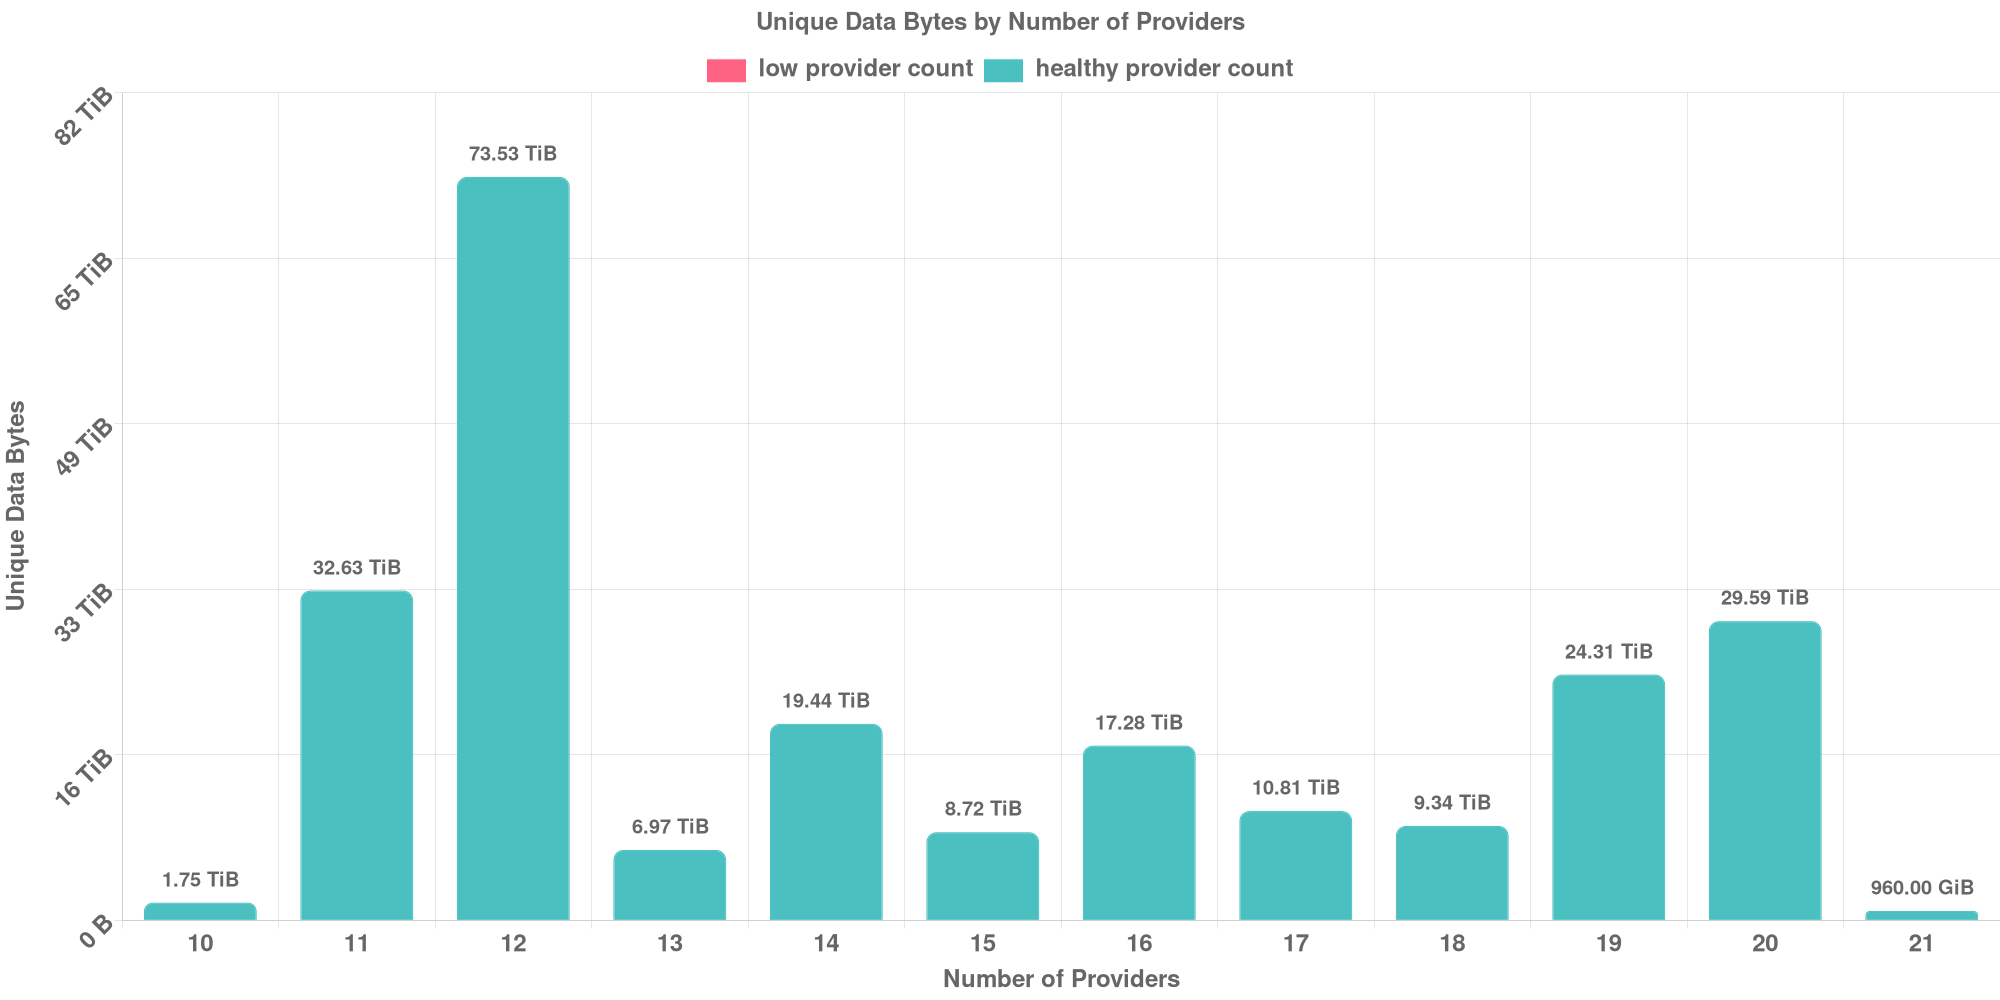 Unique Data Bytes by Number of Providers
low provider count
healthy provider count
82 TiB
65 TiB
49 TiB
33 TiB
16 TiB
0 B
Unique Data Bytes
1.75 TiB
32.63 TiB
73.53 TiB
6.97 TiB
19.44 TiB
8.72 TiB
17.28 TiB
10.81 TiB
9.34 TiB
24.31 TiB
29.59 TiB
960.00 GiB
10 11 12 13 14 15 16 17 18 19 20 21
Number of Providers